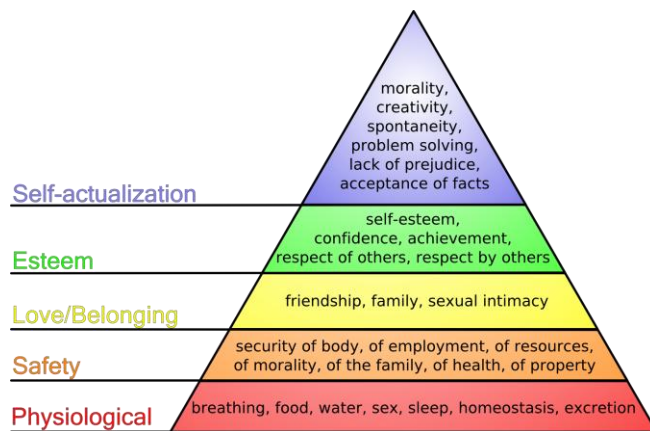 morality,
creativity,
spontaneity,
problem solving,
lack of prejudice,
acceptance of facts
Self-actualization
self-esteem,
confidence, achievement,
respect of others, respect by others
Esteem
friendship, family, sexual intimacy
Love/Belonging
security of body, of employment, of resources,
of morality, of the family, of health, of property
Safety
breathing, food, water, sex, sleep, homeostasis, excretion
Physiological